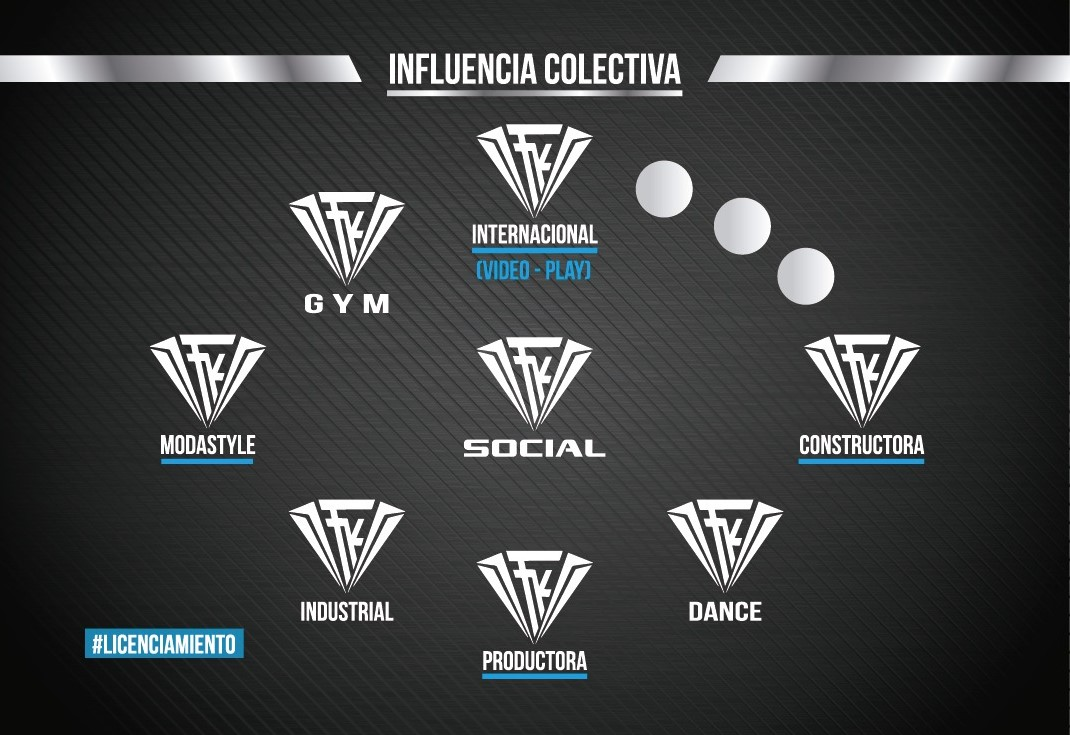 INFLUENCIA COLECTIVA
INTERNACIONAL
(VIDEO - PLAY)
GYM
MODASTYLE
SOCIAL
CONSTRUCTORA
INDUSTRIAL
DANCE
#LICENCIAMIENTO
PRODUCTORA